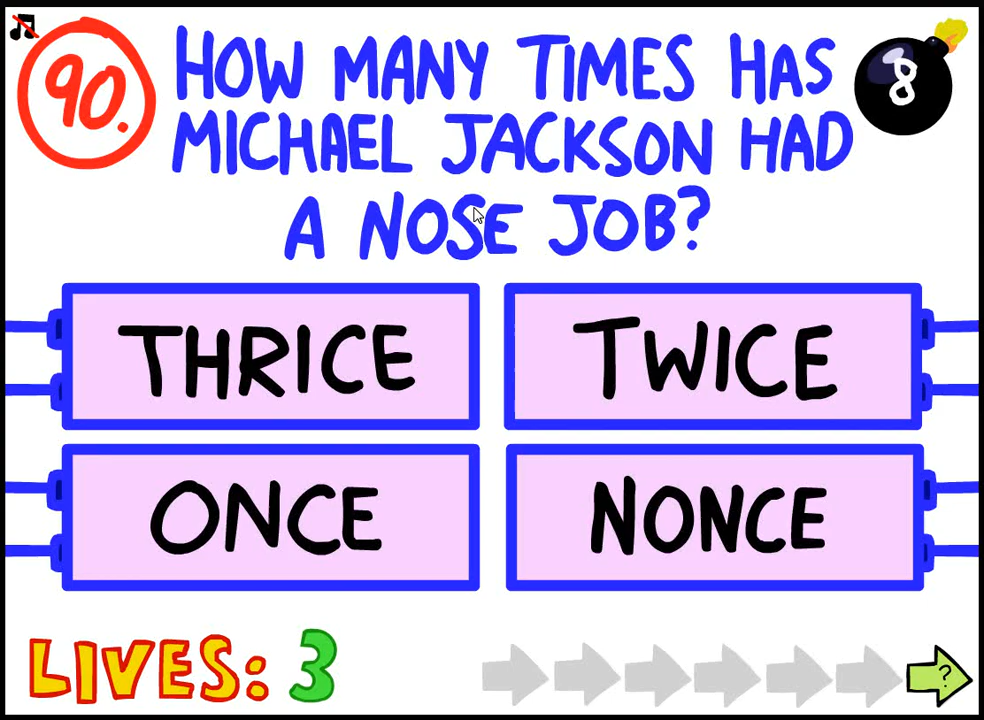 90.
HOW MANY TIMES HAS
MICHAEL JACKSON HAD
A NOSE JOB?
8
THRICE
TWICE
ONCE
NONCE
LIVES: 3
?